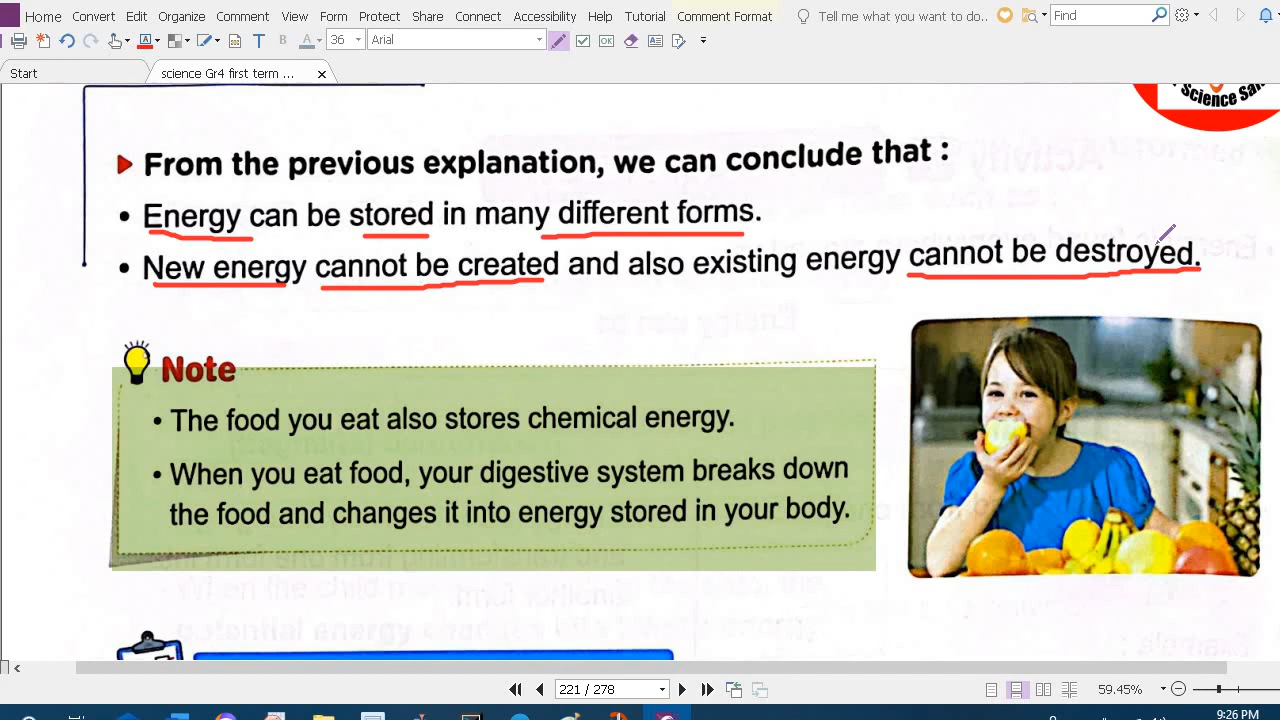 Home Convert Edit Organize Comment View Form Protect Share Connect Accessibility Help Tutorial Comment Format Tell me what you want to do.. Find
36 Arial
Start science Gr4 first term ...
Science San
From the previous explanation, we can conclude that :
• Energy can be stored in many different forms.
• New energy cannot be created and also existing energy cannot be destroyed.
Note
• The food you eat also stores chemical energy.
• When you eat food, your digestive system breaks down
the food and changes it into energy stored in your body.
221 / 278 59.45%
9:26 PM